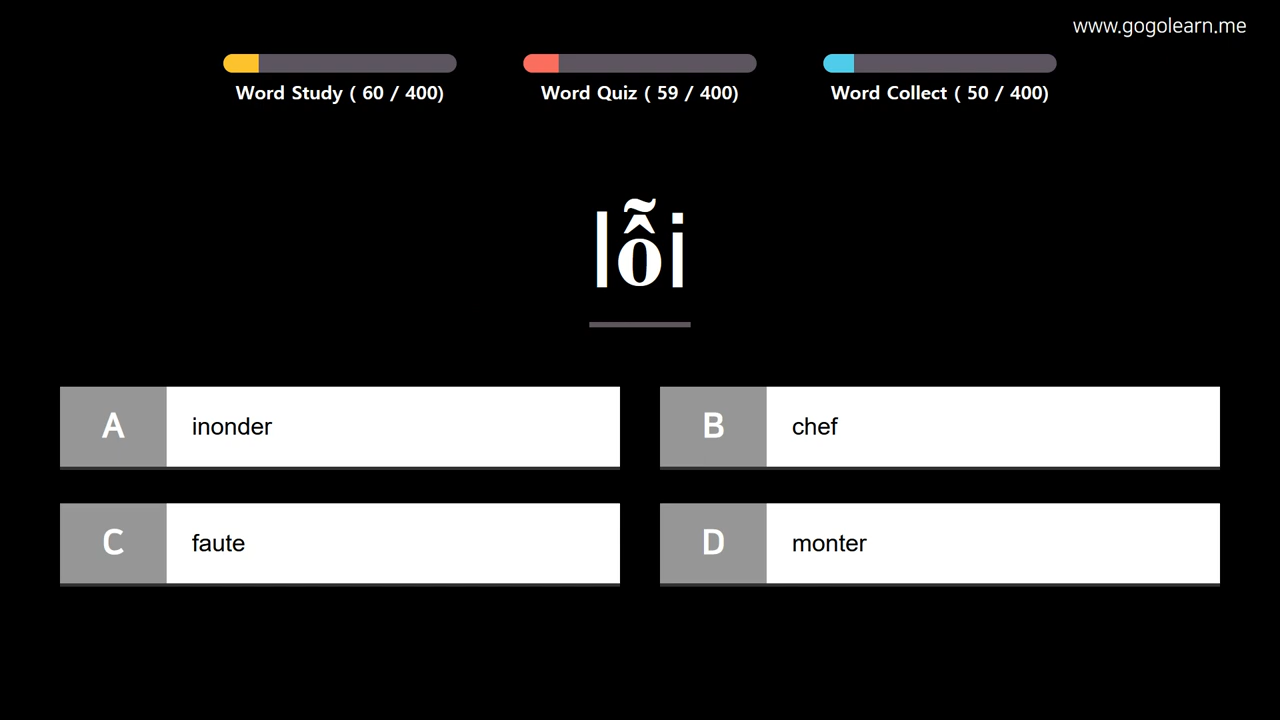 www.gogolearn.me
Word Study ( 60 / 400)
Word Quiz ( 59 / 400)
Word Collect ( 50 / 400)
lỗi
A inonder
B chef
C faute
D monter